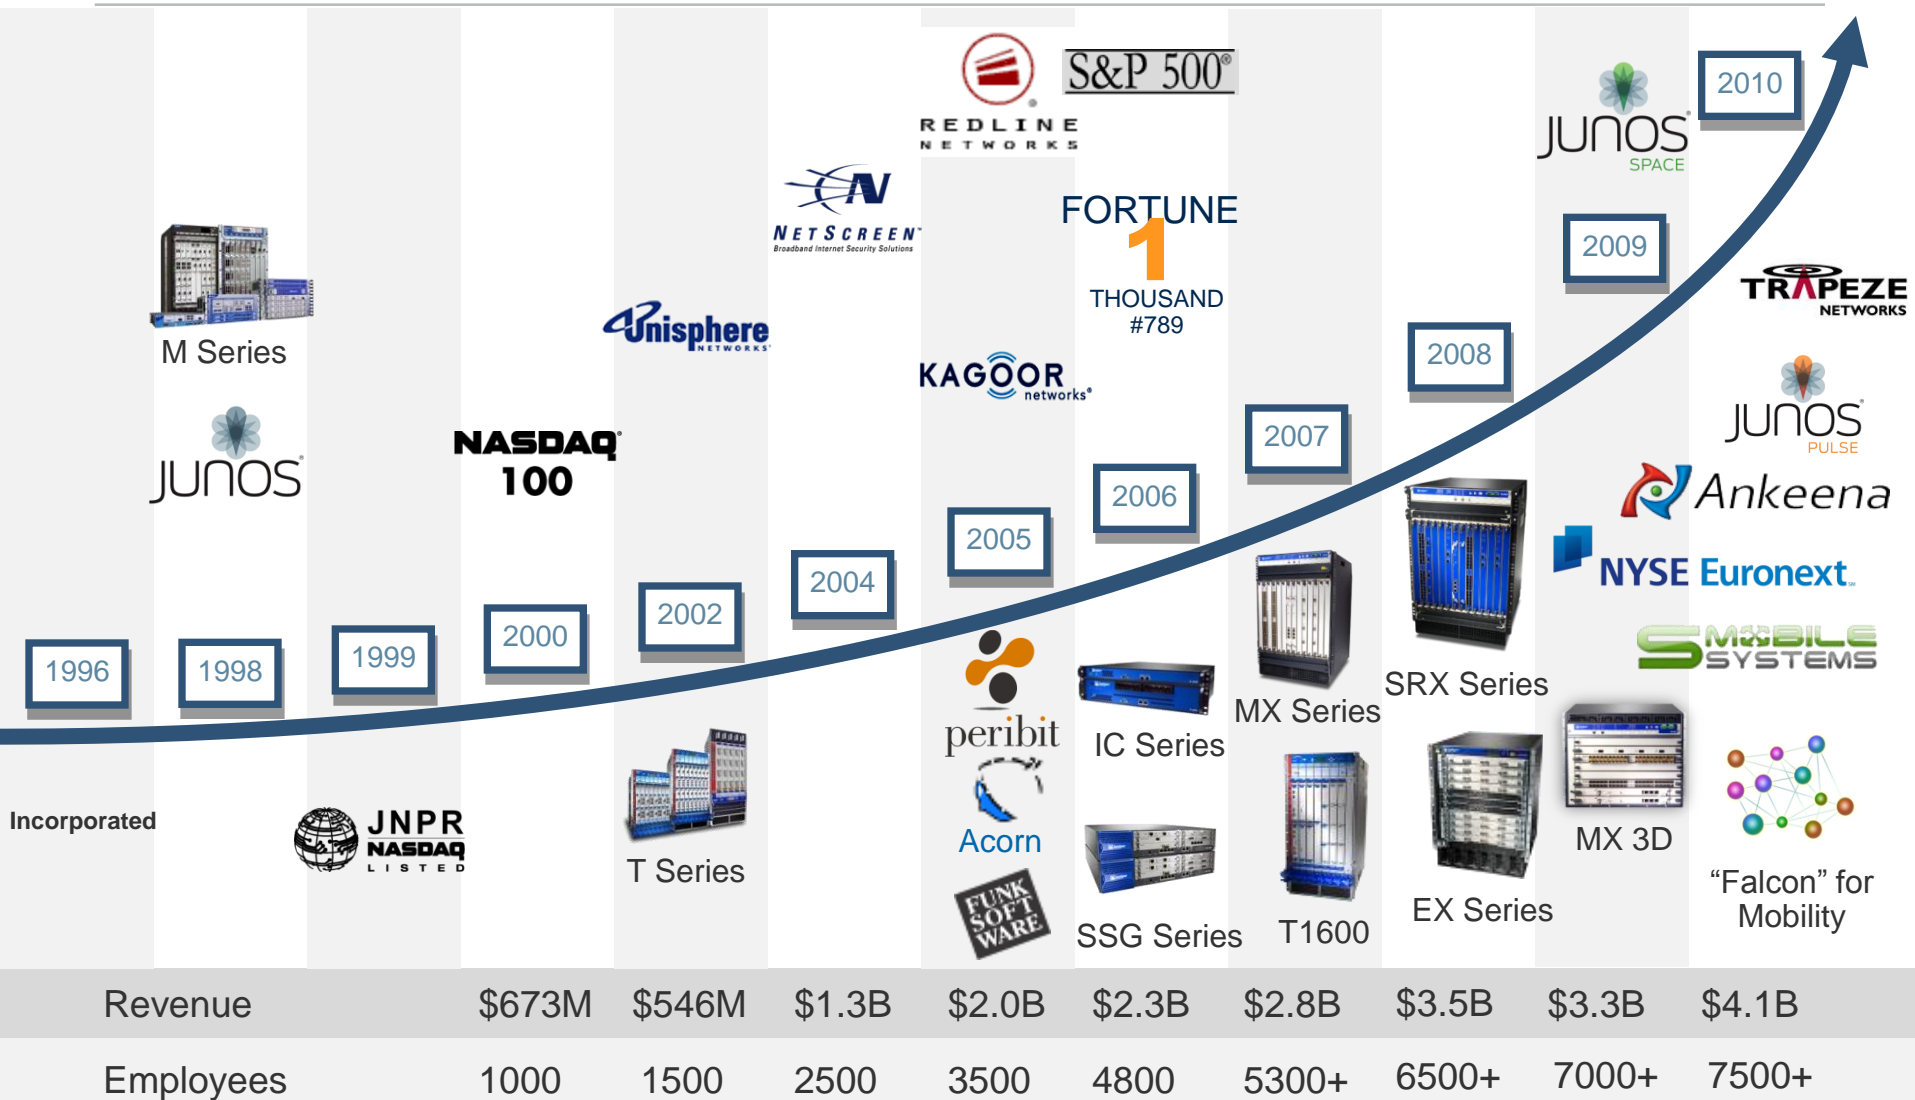 1996
Incorporated
1998
M Series
JUNOS
1999
JNPR
NASDAQ
LISTED
2000
NASDAQ
100
2002
Unisphere
NETWORKS
T Series
2004
NETSCREEN
Broadband Internet Security Solutions
2005
REDLINE
NETWORKS
KAGOOR
networks
peribit
Acorn
FUNK
SOFT
WARE
2006
S&P 500
FORTUNE
1
THOUSAND
#789
IC Series
SSG Series
2007
MX Series
T1600
2008
SRX Series
EX Series
2009
JUNOS
SPACE
MX 3D
2010
TRAPEZE
NETWORKS
JUNOS
PULSE
Ankeena
NYSE Euronext
SMOBILE
SYSTEMS
“Falcon” for
Mobility
Revenue $673M $546M $1.3B $2.0B $2.3B $2.8B $3.5B $3.3B $4.1B
Employees 1000 1500 2500 3500 4800 5300+ 6500+ 7000+ 7500+